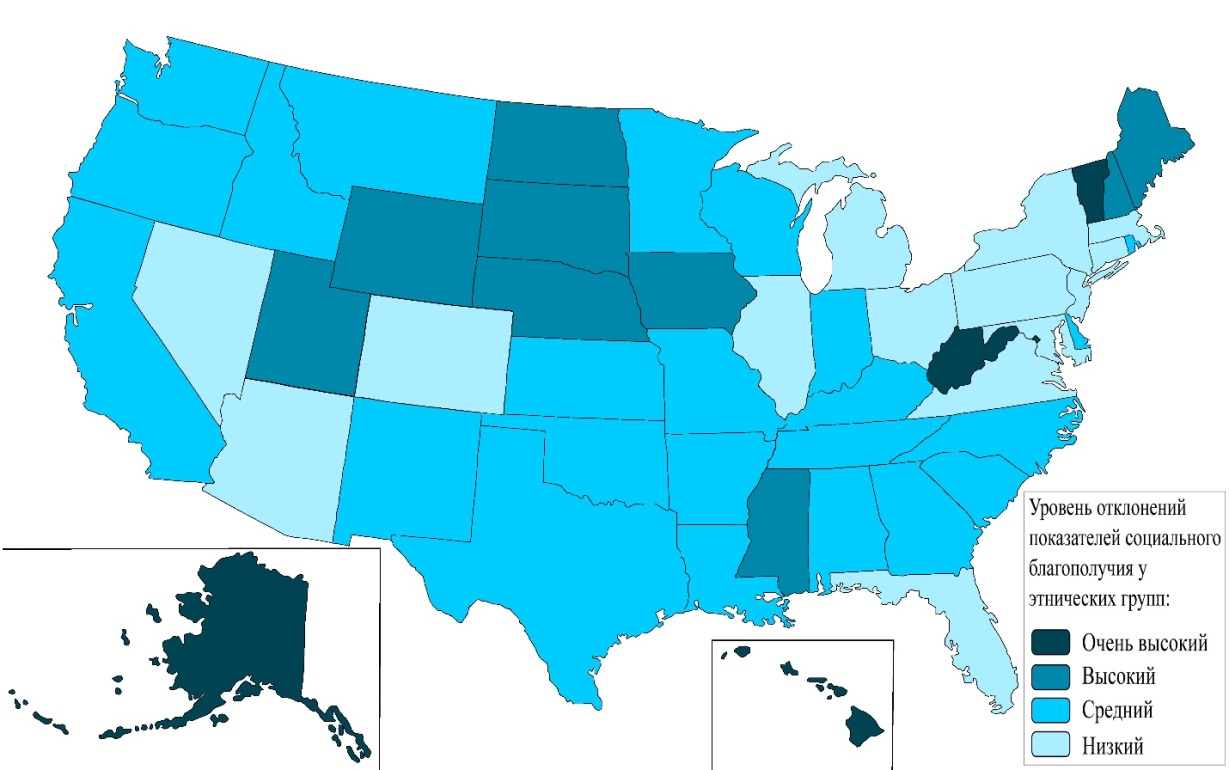 Уровень отклонений
показателей социального
благополучия у
этнических групп:
Очень высокий
Высокий
Средний
Низкий